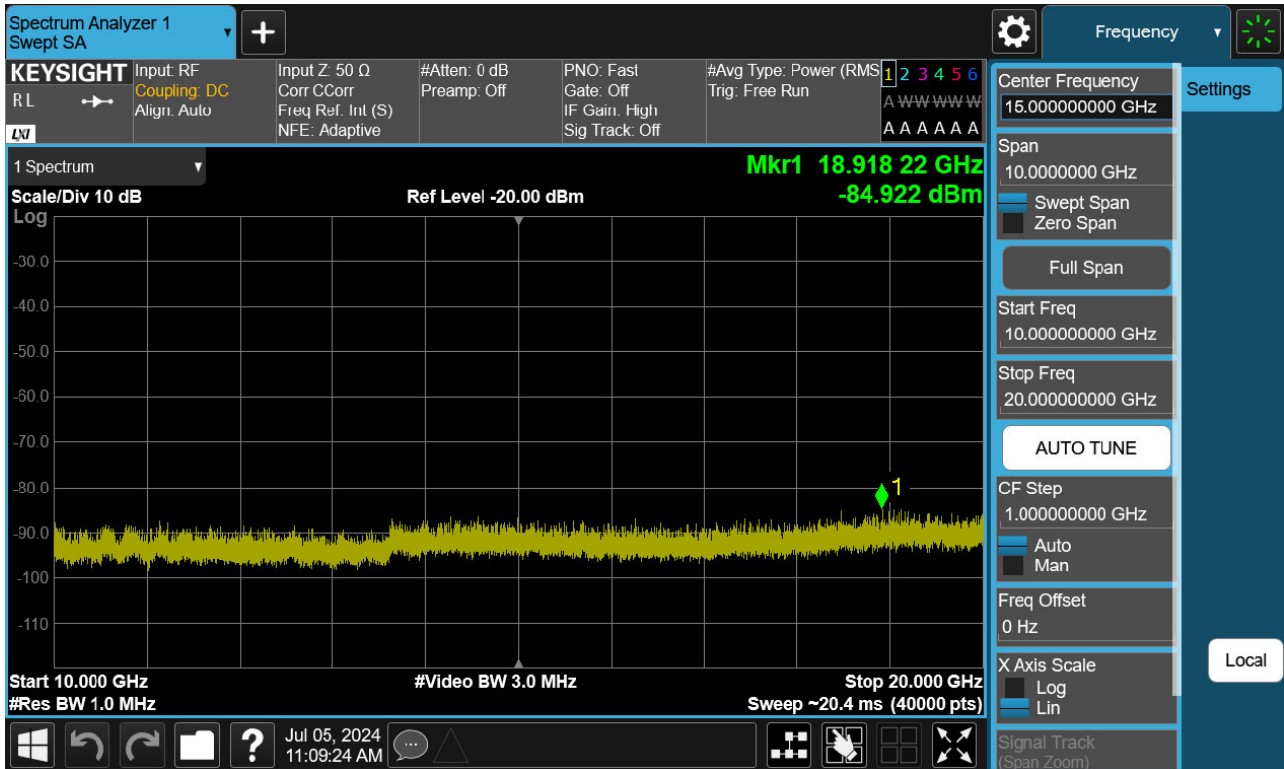 Spectrum Analyzer 1
Swept SA
+
Frequency
KEYSIGHT
R L
LXI
Input: RF
Coupling: DC
Align: Auto
Input Z: 50 Ω
Corr CCorr
Freq Ref: Int (S)
NFE: Adaptive
#Atten: 0 dB
Preamp: Off
PNO: Fast
Gate: Off
IF Gain: High
Sig Track: Off
#Avg Type: Power (RMS
Trig: Free Run
1 2 3 4 5 6
A W W W W W
A A A A A A
1 Spectrum
Scale/Div 10 dB
Log
Ref Level -20.00 dBm
Mkr1 18.918 22 GHz
-84.922 dBm
-30.0
-40.0
-50.0
-60.0
-70.0
-80.0
-90.0
-100
-110
1
Start 10.000 GHz
#Res BW 1.0 MHz
#Video BW 3.0 MHz
Stop 20.000 GHz
Sweep ~20.4 ms (40000 pts)
?
Jul 05, 2024
11:09:24 AM
Center Frequency
15.000000000 GHz
Span
10.0000000 GHz
Swept Span
Zero Span
Full Span
Start Freq
10.000000000 GHz
Stop Freq
20.000000000 GHz
AUTO TUNE
CF Step
1.000000000 GHz
Auto
Man
Freq Offset
0 Hz
X Axis Scale
Log
Lin
Signal Track
(Span Zoom)
Settings
Local